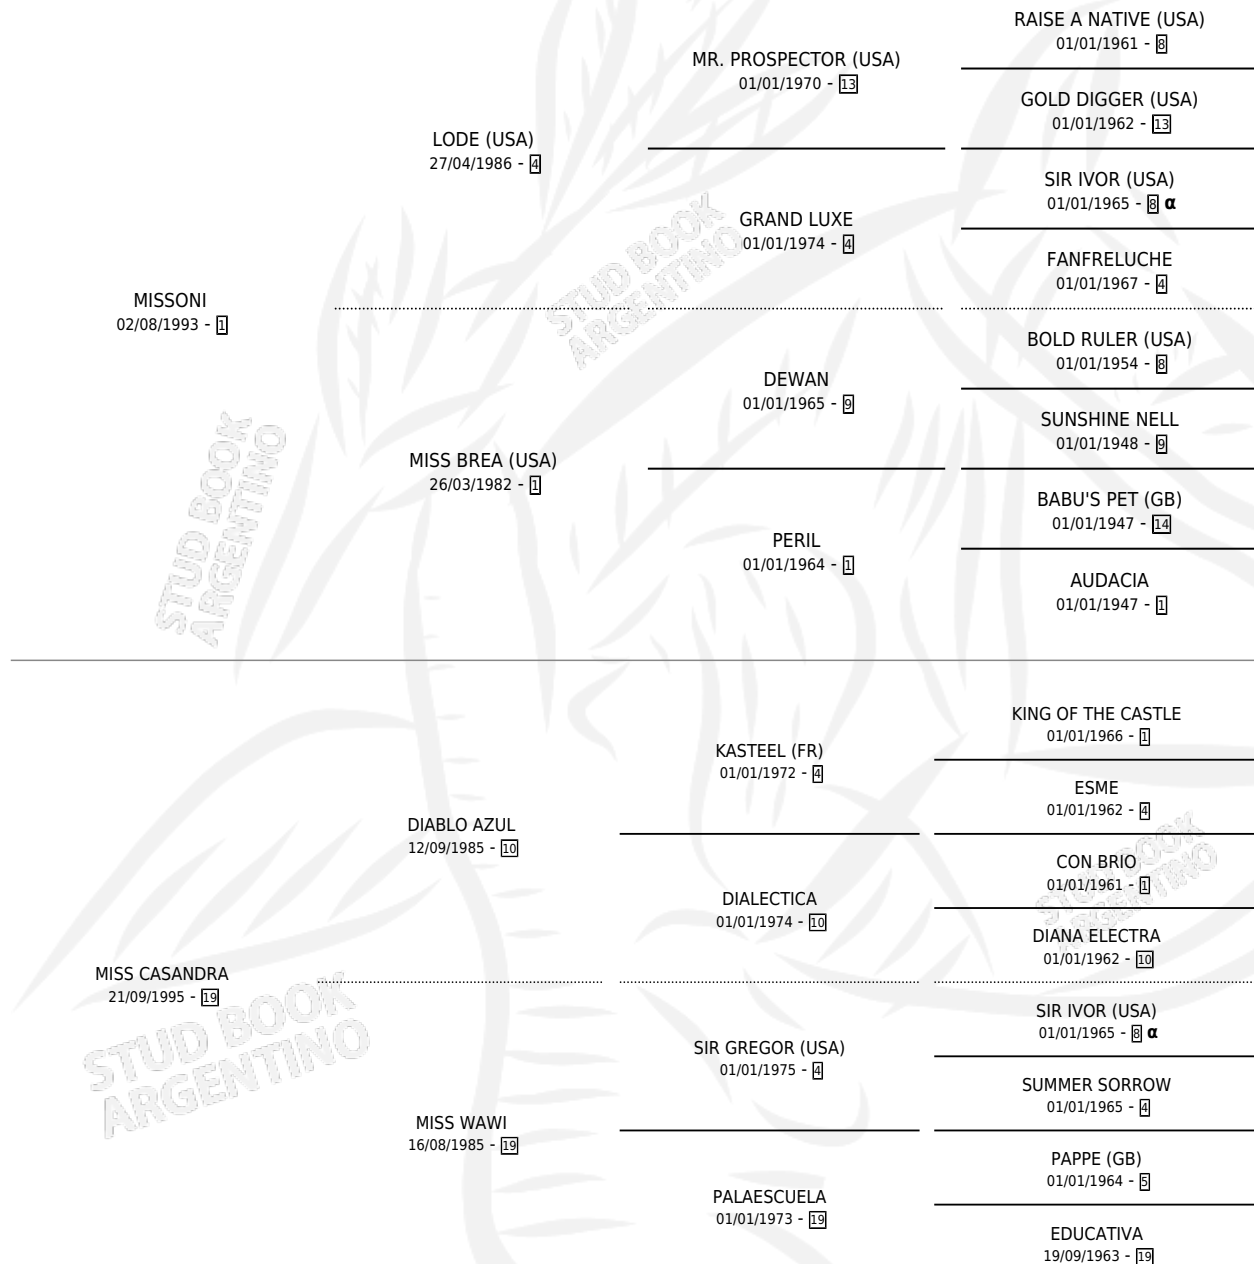 RAISE A NATIVE (USA)
01/01/1961 - 8
MR. PROSPECTOR (USA)
01/01/1970 - 13
GOLD DIGGER (USA)
01/01/1962 - 13
LODE (USA)
27/04/1986 - 4
SIR IVOR (USA)
01/01/1965 - 8 α
GRAND LUXE
01/01/1974 - 4
FANFRELUCHE
01/01/1967 - 4
STUD BOOK
ARGENTINO
MISSONI
02/08/1993 - 1
BOLD RULER (USA)
01/01/1954 - 8
DEWAN
01/01/1965 - 9
SUNSHINE NELL
01/01/1948 - 9
MISS BREA (USA)
26/03/1982 - 1
BABU'S PET (GB)
01/01/1947 - 14
PERIL
01/01/1964 - 1
AUDACIA
01/01/1947 - 1
STUD BOOK
ARGENTINO
KING OF THE CASTLE
01/01/1966 - 1
KASTEEL (FR)
01/01/1972 - 4
ESME
01/01/1962 - 4
DIABLO AZUL
12/09/1985 - 10
CON BRIO
01/01/1961 - 1
DIALECTICA
01/01/1974 - 10
DIANA ELECTRA
01/01/1962 - 10
STUD BOOK
ARGENTINO
MISS CASANDRA
21/09/1995 - 19
SIR IVOR (USA)
01/01/1965 - 8 α
SIR GREGOR (USA)
01/01/1975 - 4
SUMMER SORROW
01/01/1965 - 4
STUD BOOK
ARGENTINO
MISS WAWI
16/08/1985 - 19
PAPPE (GB)
01/01/1964 - 5
PALAESCUELA
01/01/1973 - 19
EDUCATIVA
19/09/1963 - 19